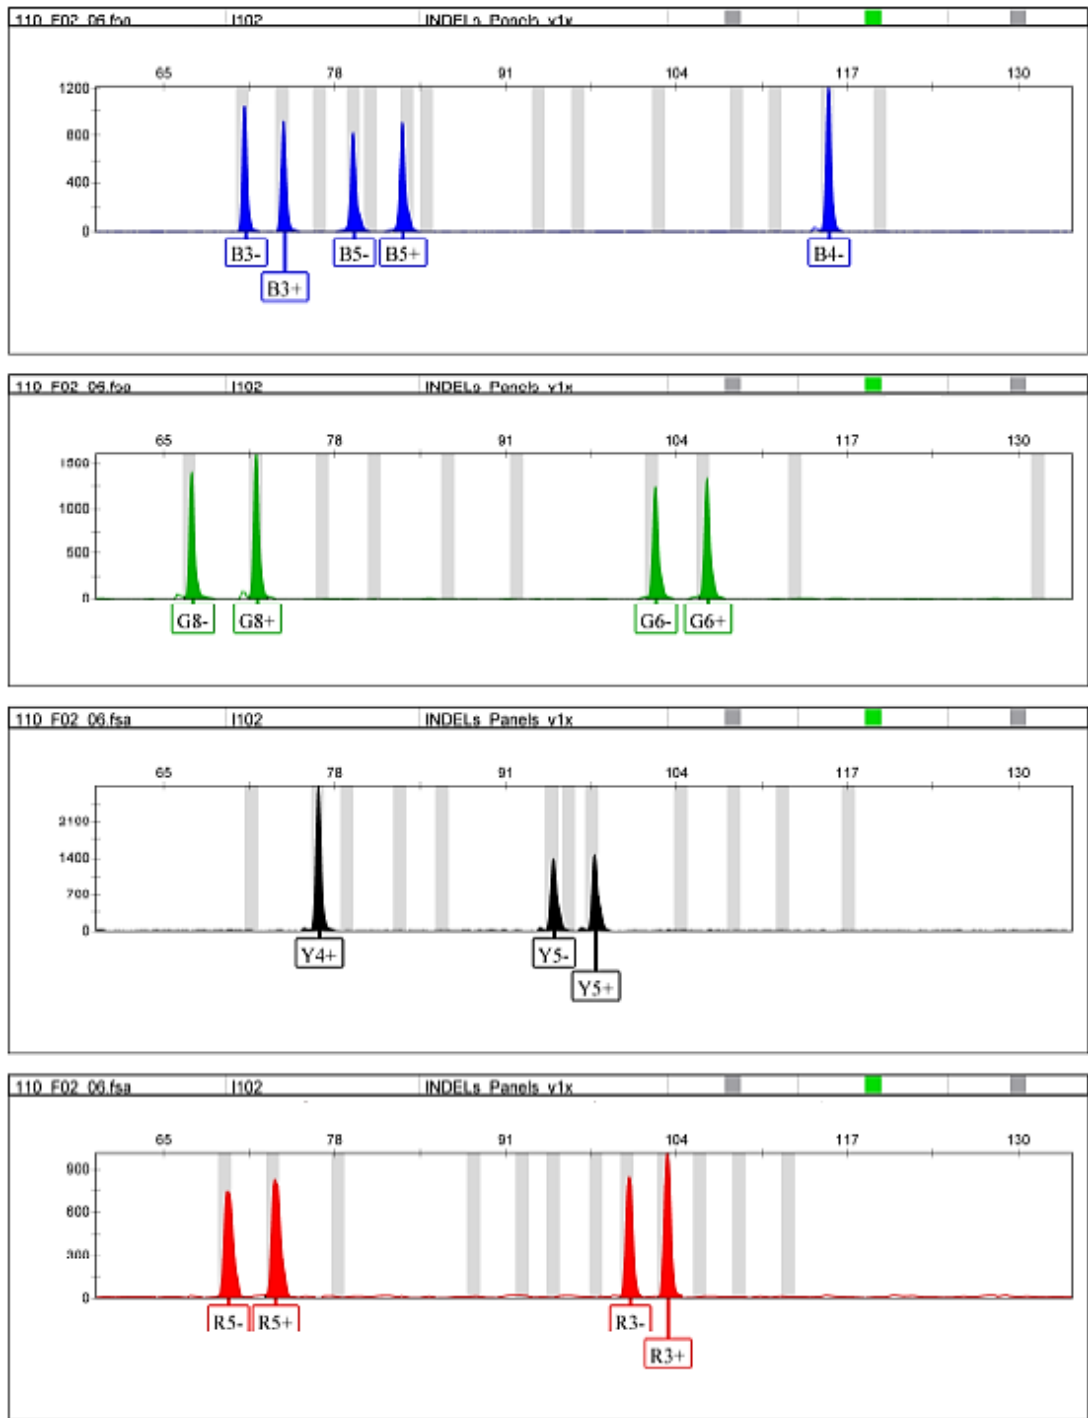 110_F02_06.fsa I102 INDELs_Panels_v1x
65 78 91 104 117 130
1200
800
400
0
B3- B5- B5+ B4-
B3+
110_F02_06.fsa I102 INDELs_Panels_v1x
65 78 91 104 117 130
1500
1000
500
0
G8- G8+ G6- G6+
110_F02_06.fsa I102 INDELs_Panels_v1x
65 78 91 104 117 130
2100
1400
700
0
Y4+ Y5-
Y5+
110_F02_06.fsa I102 INDELs_Panels_v1x
65 78 91 104 117 130
900
600
300
0
R5- R5+ R3-
R3+